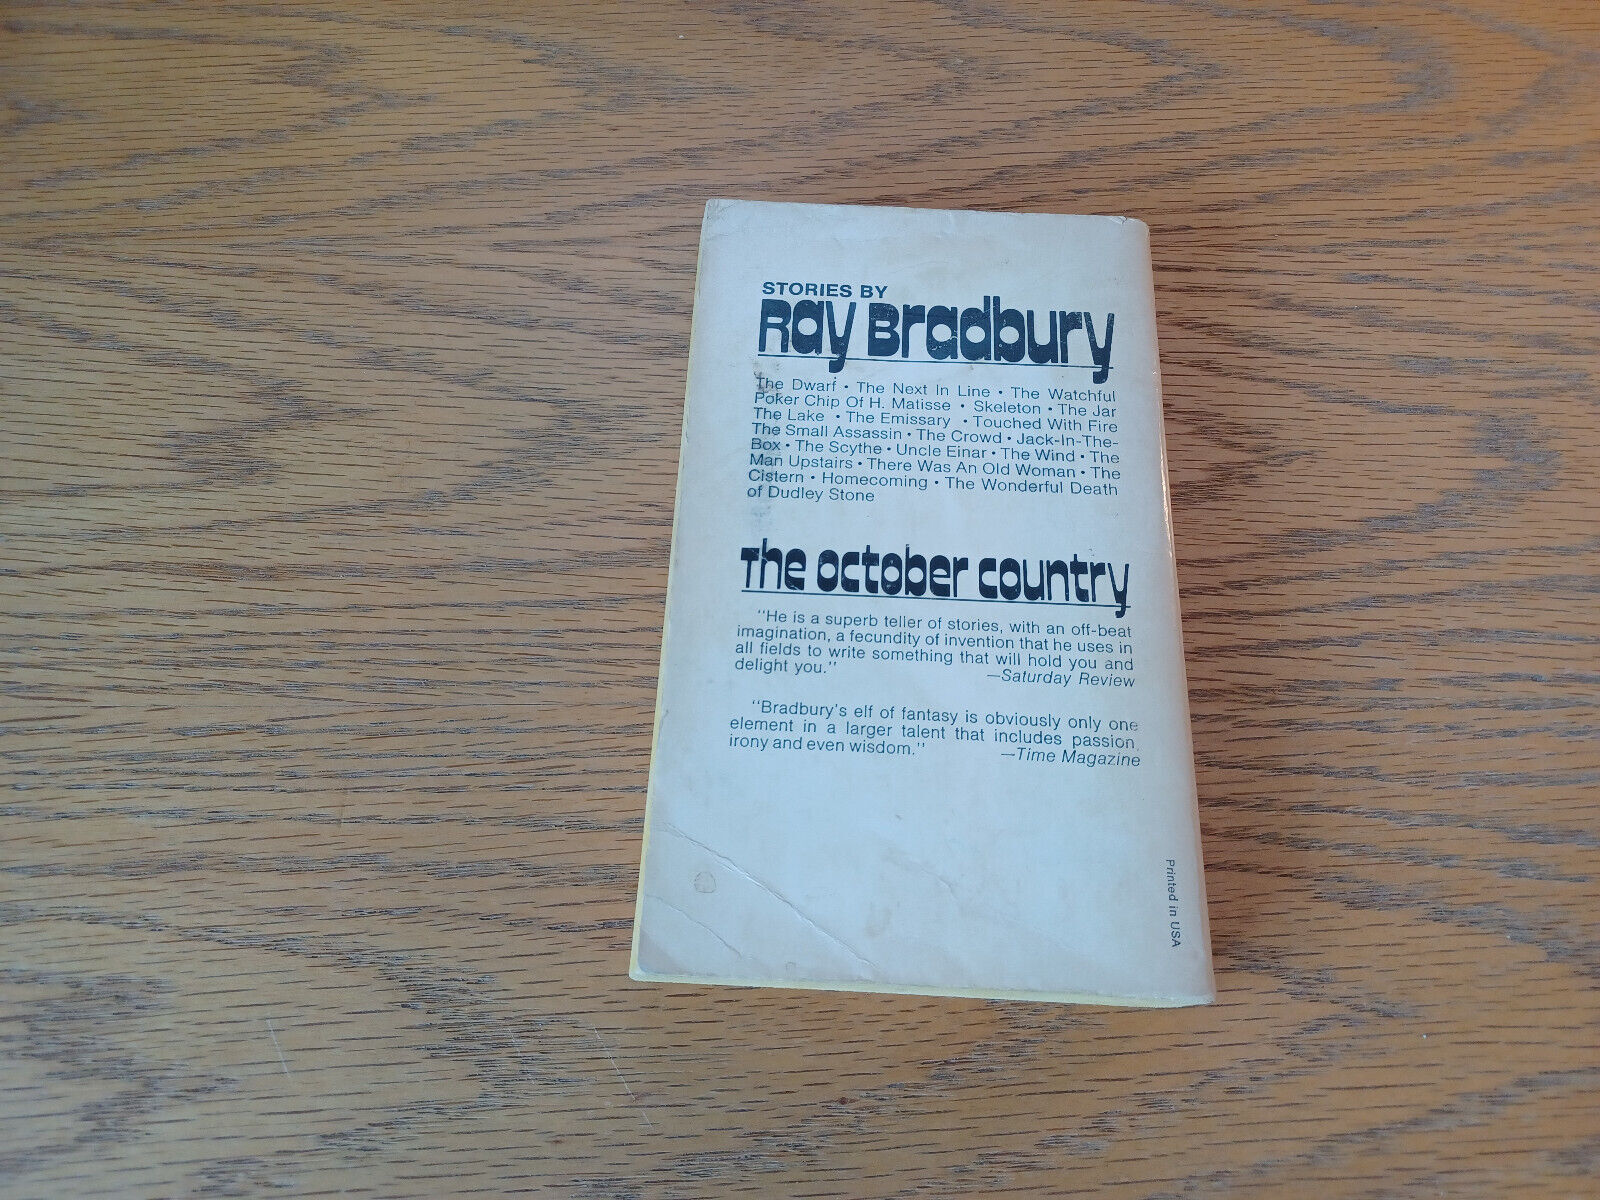 STORIES BY
Ray Bradbury
The Dwarf • The Next In Line • The Watchful
Poker Chip Of H. Matisse • Skeleton • The Jar
The Lake • The Emissary • Touched With Fire
The Small Assassin • The Crowd • Jack-In-The-
Box • The Scythe • Uncle Einar • The Wind • The
Man Upstairs • There Was An Old Woman • The
Cistern • Homecoming • The Wonderful Death
of Dudley Stone
The October Country
"He is a superb teller of stories, with an off-beat
imagination, a fecundity of invention that he uses in
all fields to write something that will hold you and
delight you." —Saturday Review
"Bradbury's elf of fantasy is obviously only one
element in a larger talent that includes passion,
irony and even wisdom." —Time Magazine
Printed in USA